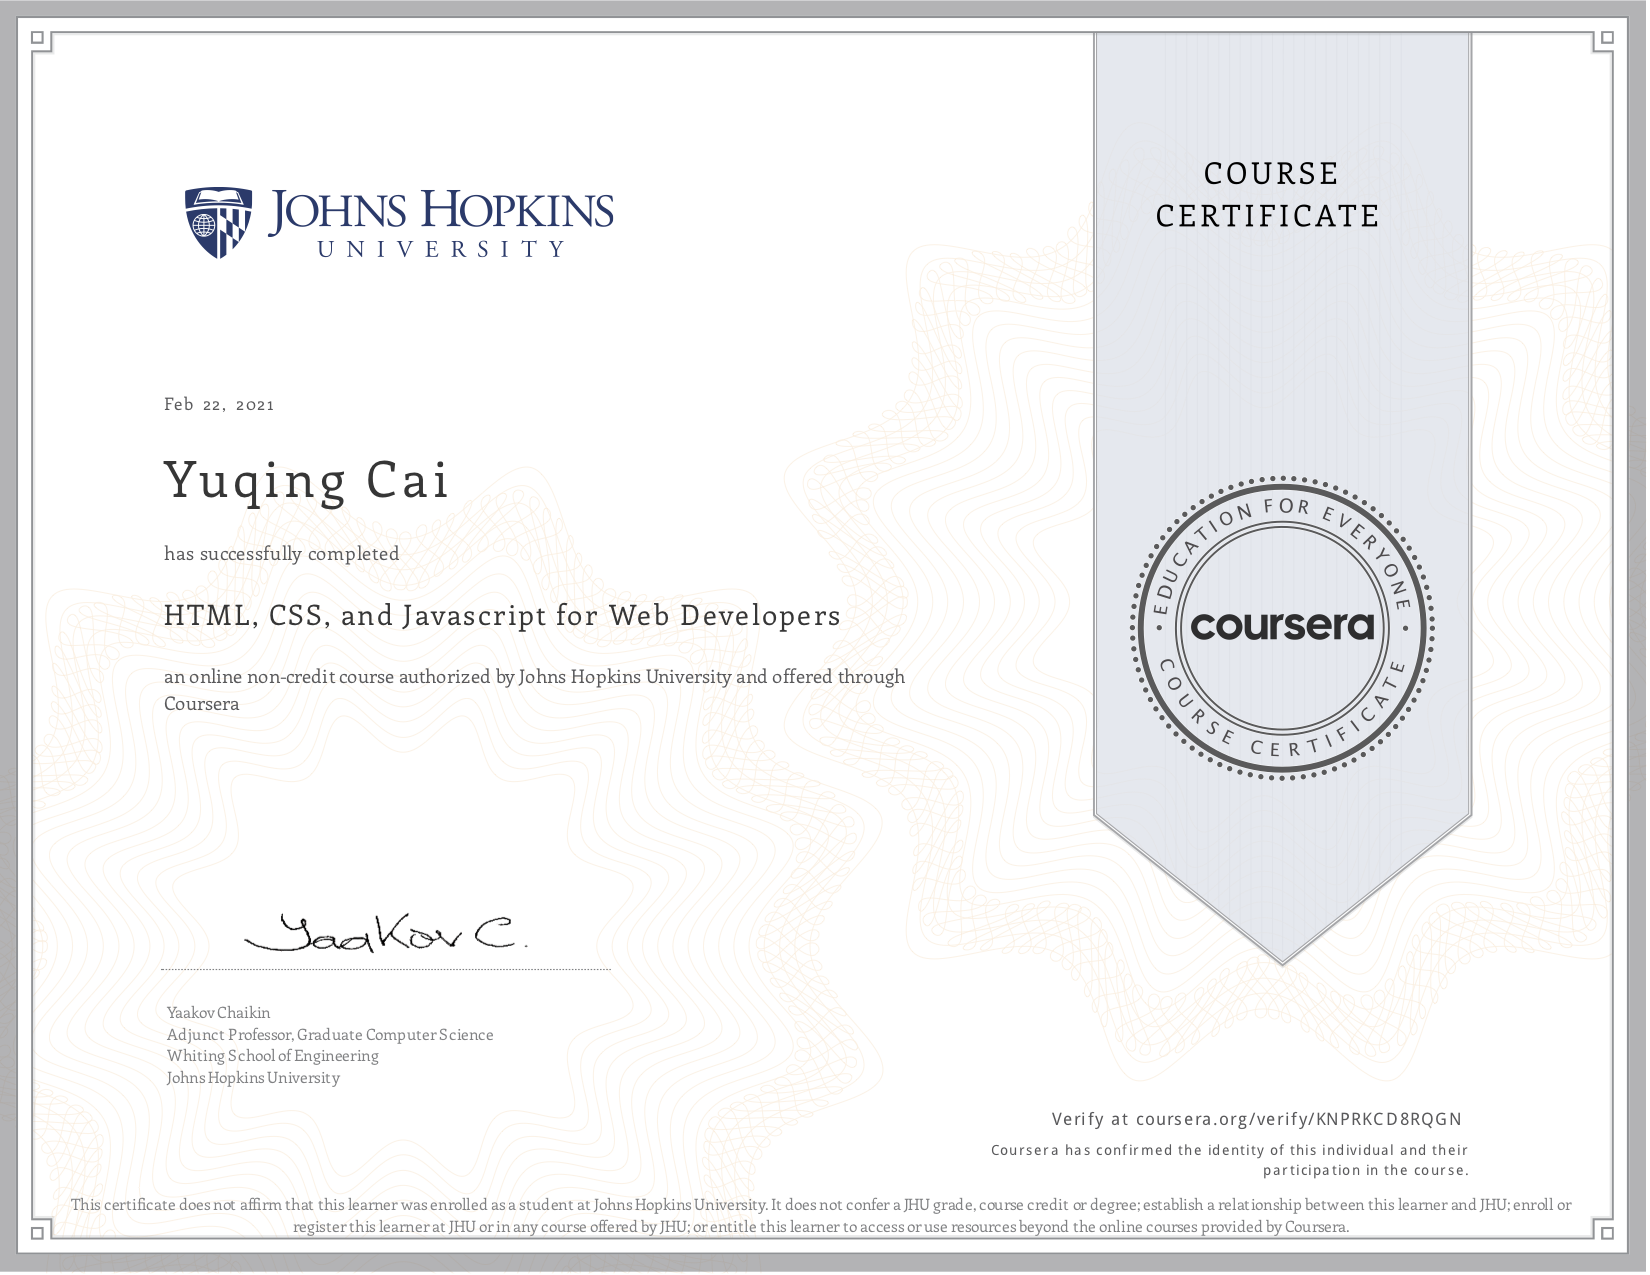 JOHNS HOPKINS
UNIVERSITY
COURSE
CERTIFICATE
Feb 22, 2021
Yuqing Cai
has successfully completed
HTML, CSS, and Javascript for Web Developers
an online non-credit course authorized by Johns Hopkins University and offered through
Coursera
EDUCATION FOR EVERYONE
coursera
COURSE CERTIFICATE
Yaakov C.
Yaakov Chaikin
Adjunct Professor, Graduate Computer Science
Whiting School of Engineering
Johns Hopkins University
Verify at coursera.org/verify/KNPRKCD8RQGN
Coursera has confirmed the identity of this individual and their
participation in the course.
This certificate does not affirm that this learner was enrolled as a student at Johns Hopkins University. It does not confer a JHU grade, course credit or degree; establish a relationship between this learner and JHU; enroll or
register this learner at JHU or in any course offered by JHU; or entitle this learner to access or use resources beyond the online courses provided by Coursera.